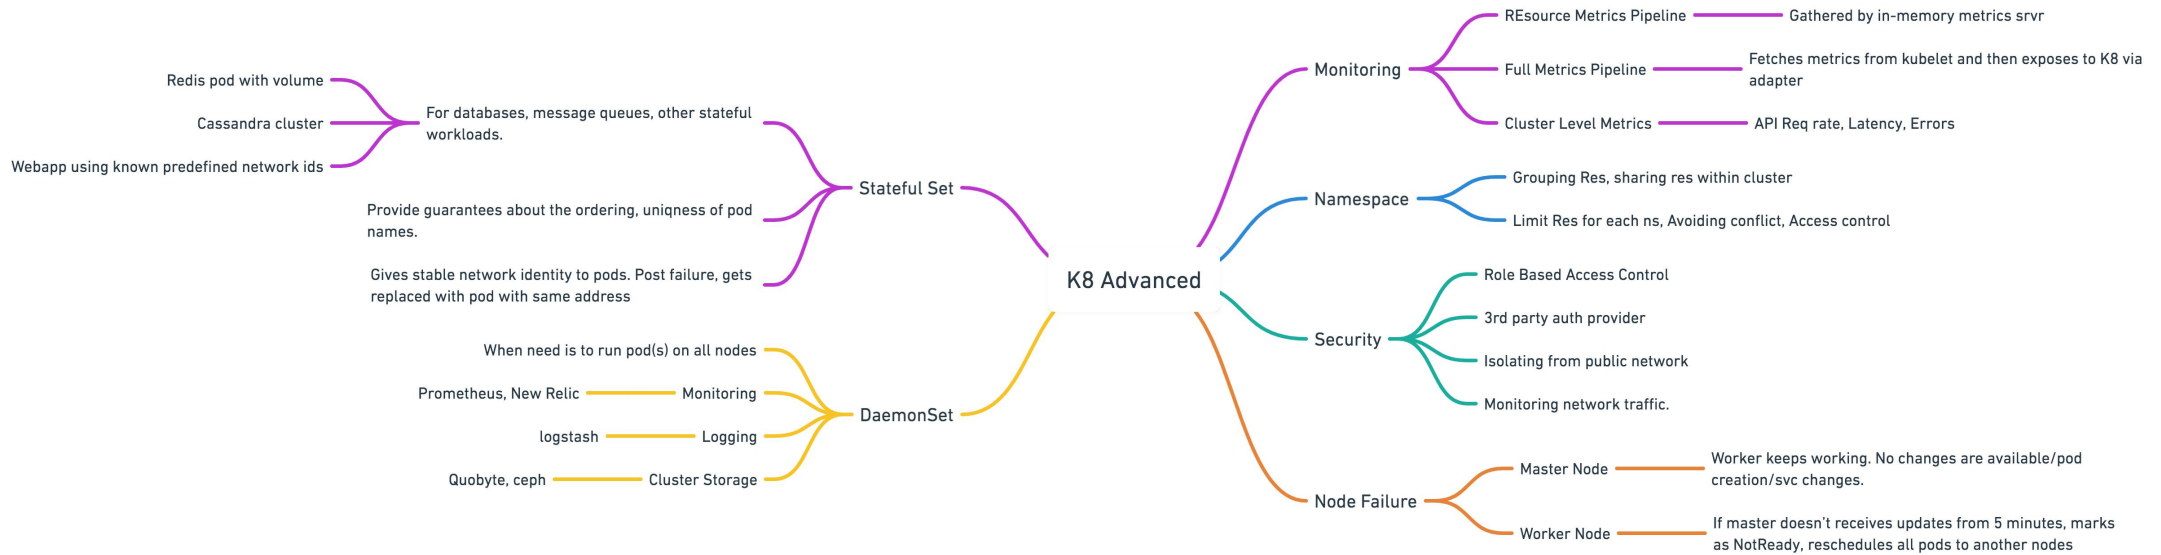 K8 Advanced
Stateful Set
For databases, message queues, other stateful
workloads.
Redis pod with volume
Cassandra cluster
Webapp using known predefined network ids
Provide guarantees about the ordering, uniqness of pod
names.
Gives stable network identity to pods. Post failure, gets
replaced with pod with same address
DaemonSet
When need is to run pod(s) on all nodes
Monitoring
Prometheus, New Relic
Logging
logstash
Cluster Storage
Quobyte, ceph
Monitoring
REsource Metrics Pipeline
Gathered by in-memory metrics srvr
Full Metrics Pipeline
Fetches metrics from kubelet and then exposes to K8 via
adapter
Cluster Level Metrics
API Req rate, Latency, Errors
Namespace
Grouping Res, sharing res within cluster
Limit Res for each ns, Avoiding conflict, Access control
Security
Role Based Access Control
3rd party auth provider
Isolating from public network
Monitoring network traffic.
Node Failure
Master Node
Worker keeps working. No changes are available/pod
creation/svc changes.
Worker Node
If master doesn't receives updates from 5 minutes, marks
as NotReady, reschedules all pods to another nodes